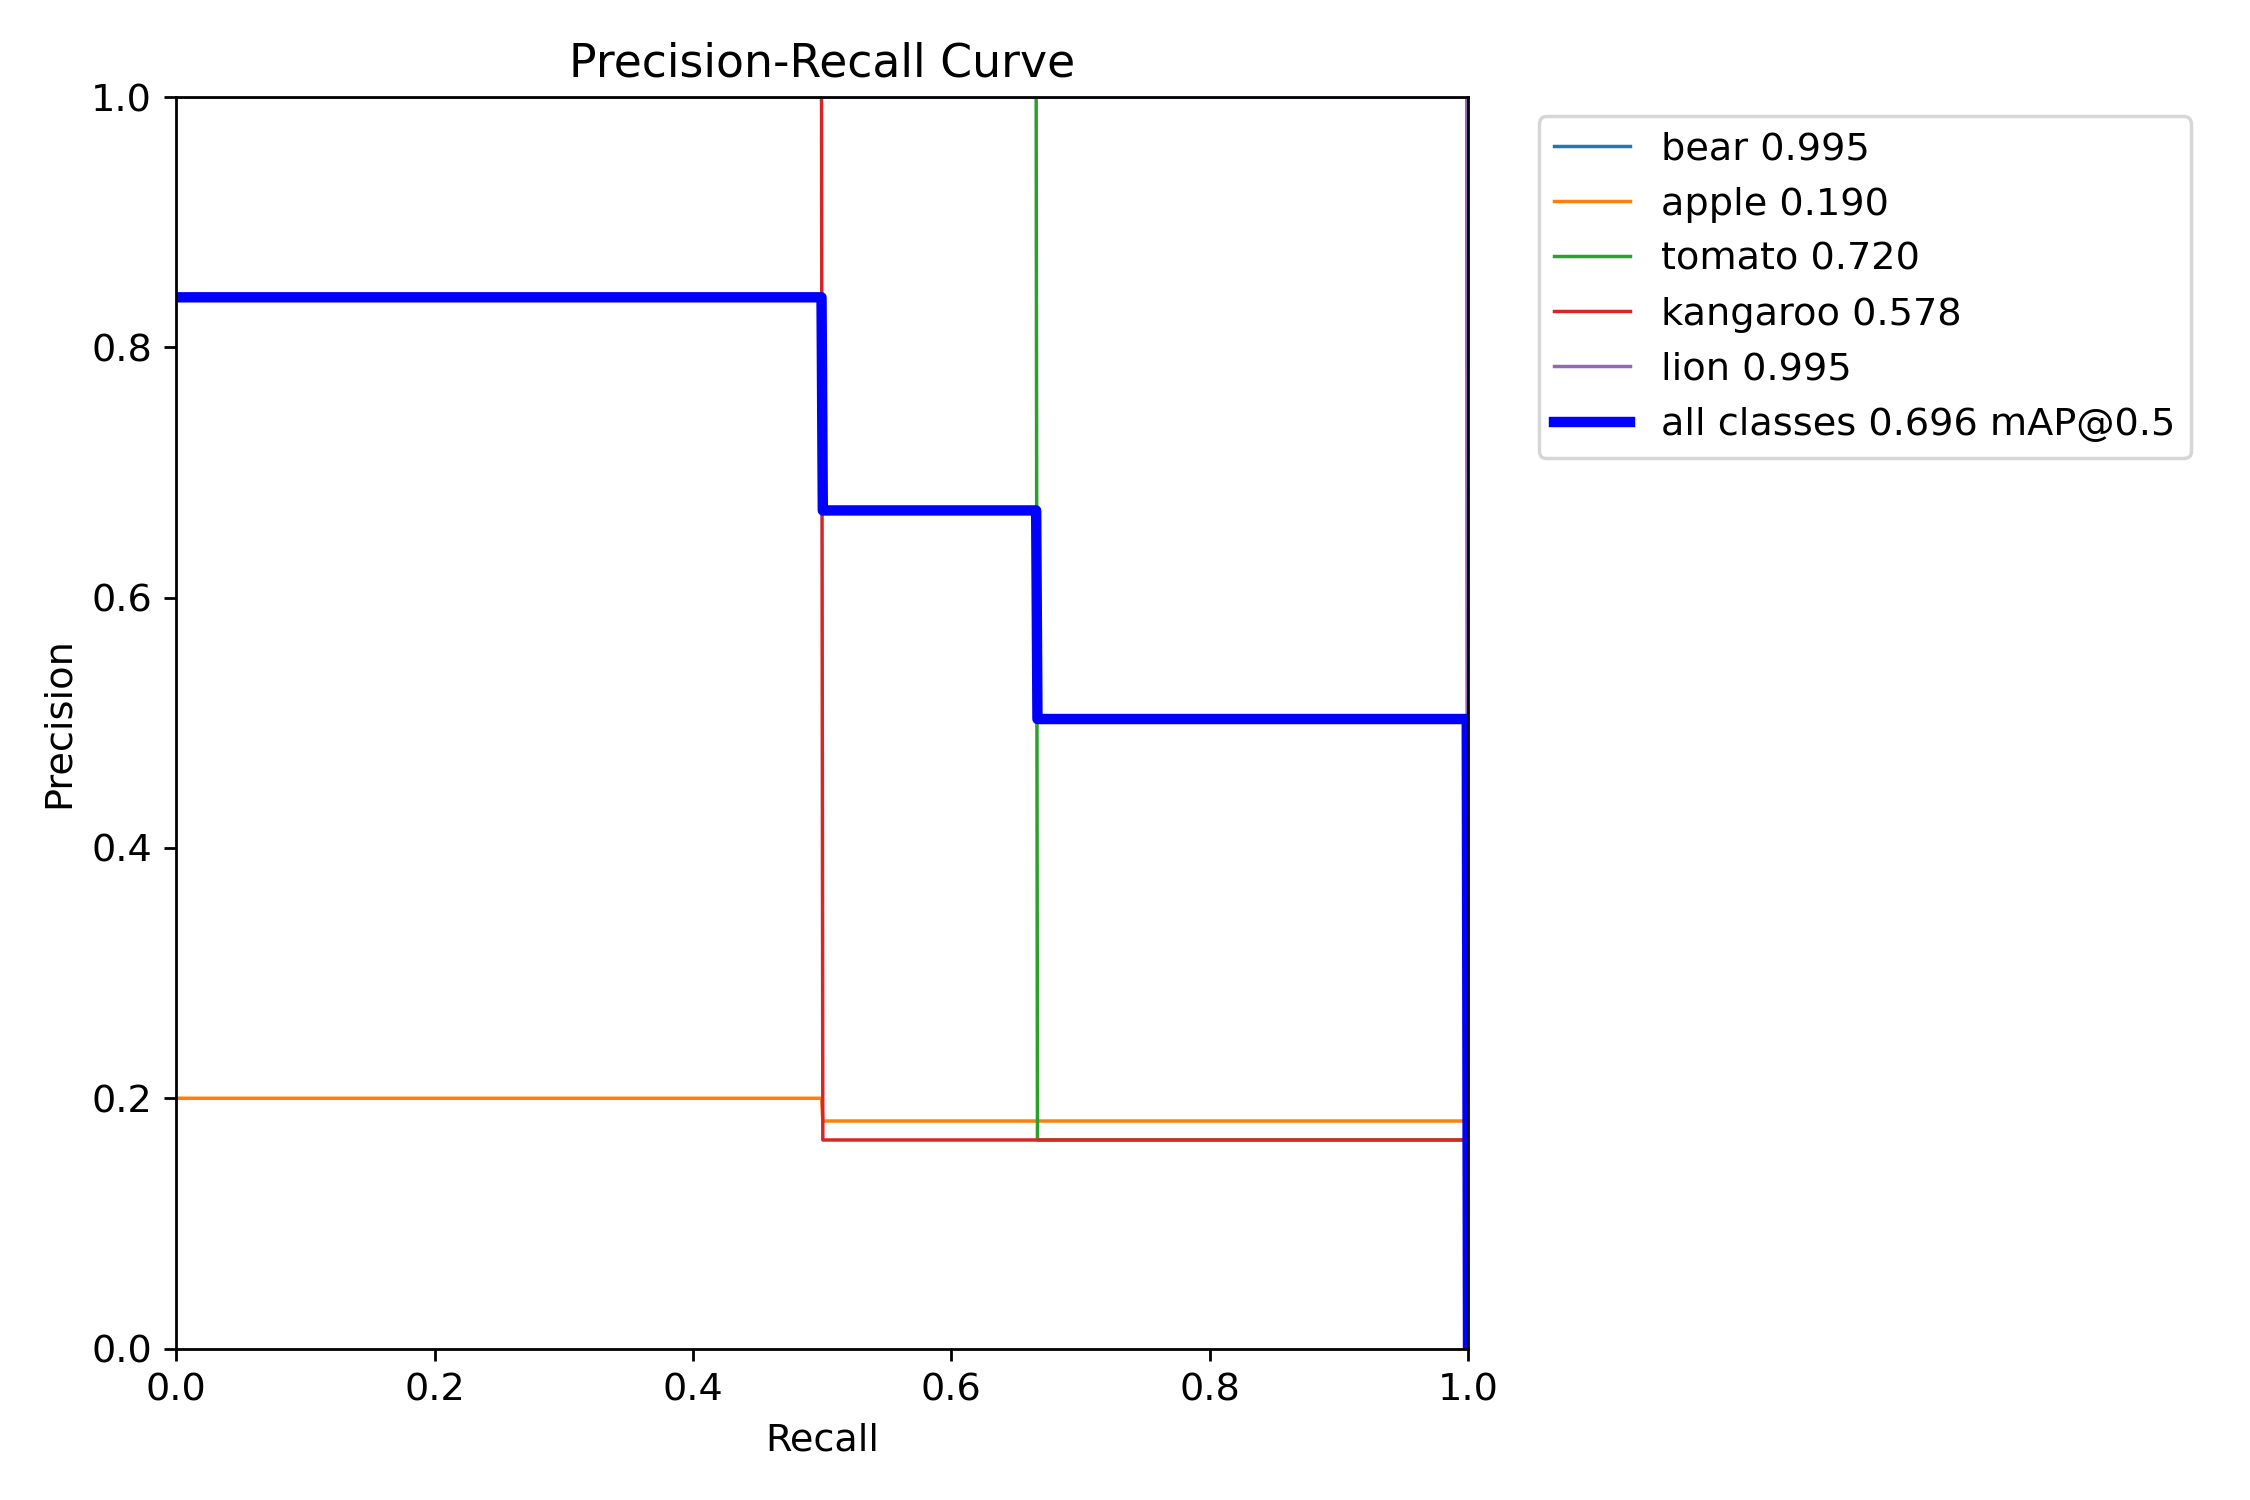 Precision-Recall Curve
1.0
0.8
0.6
0.4
0.2
0.0
Precision
0.0 0.2 0.4 0.6 0.8 1.0
Recall
bear 0.995
apple 0.190
tomato 0.720
kangaroo 0.578
lion 0.995
all classes 0.696 mAP@0.5